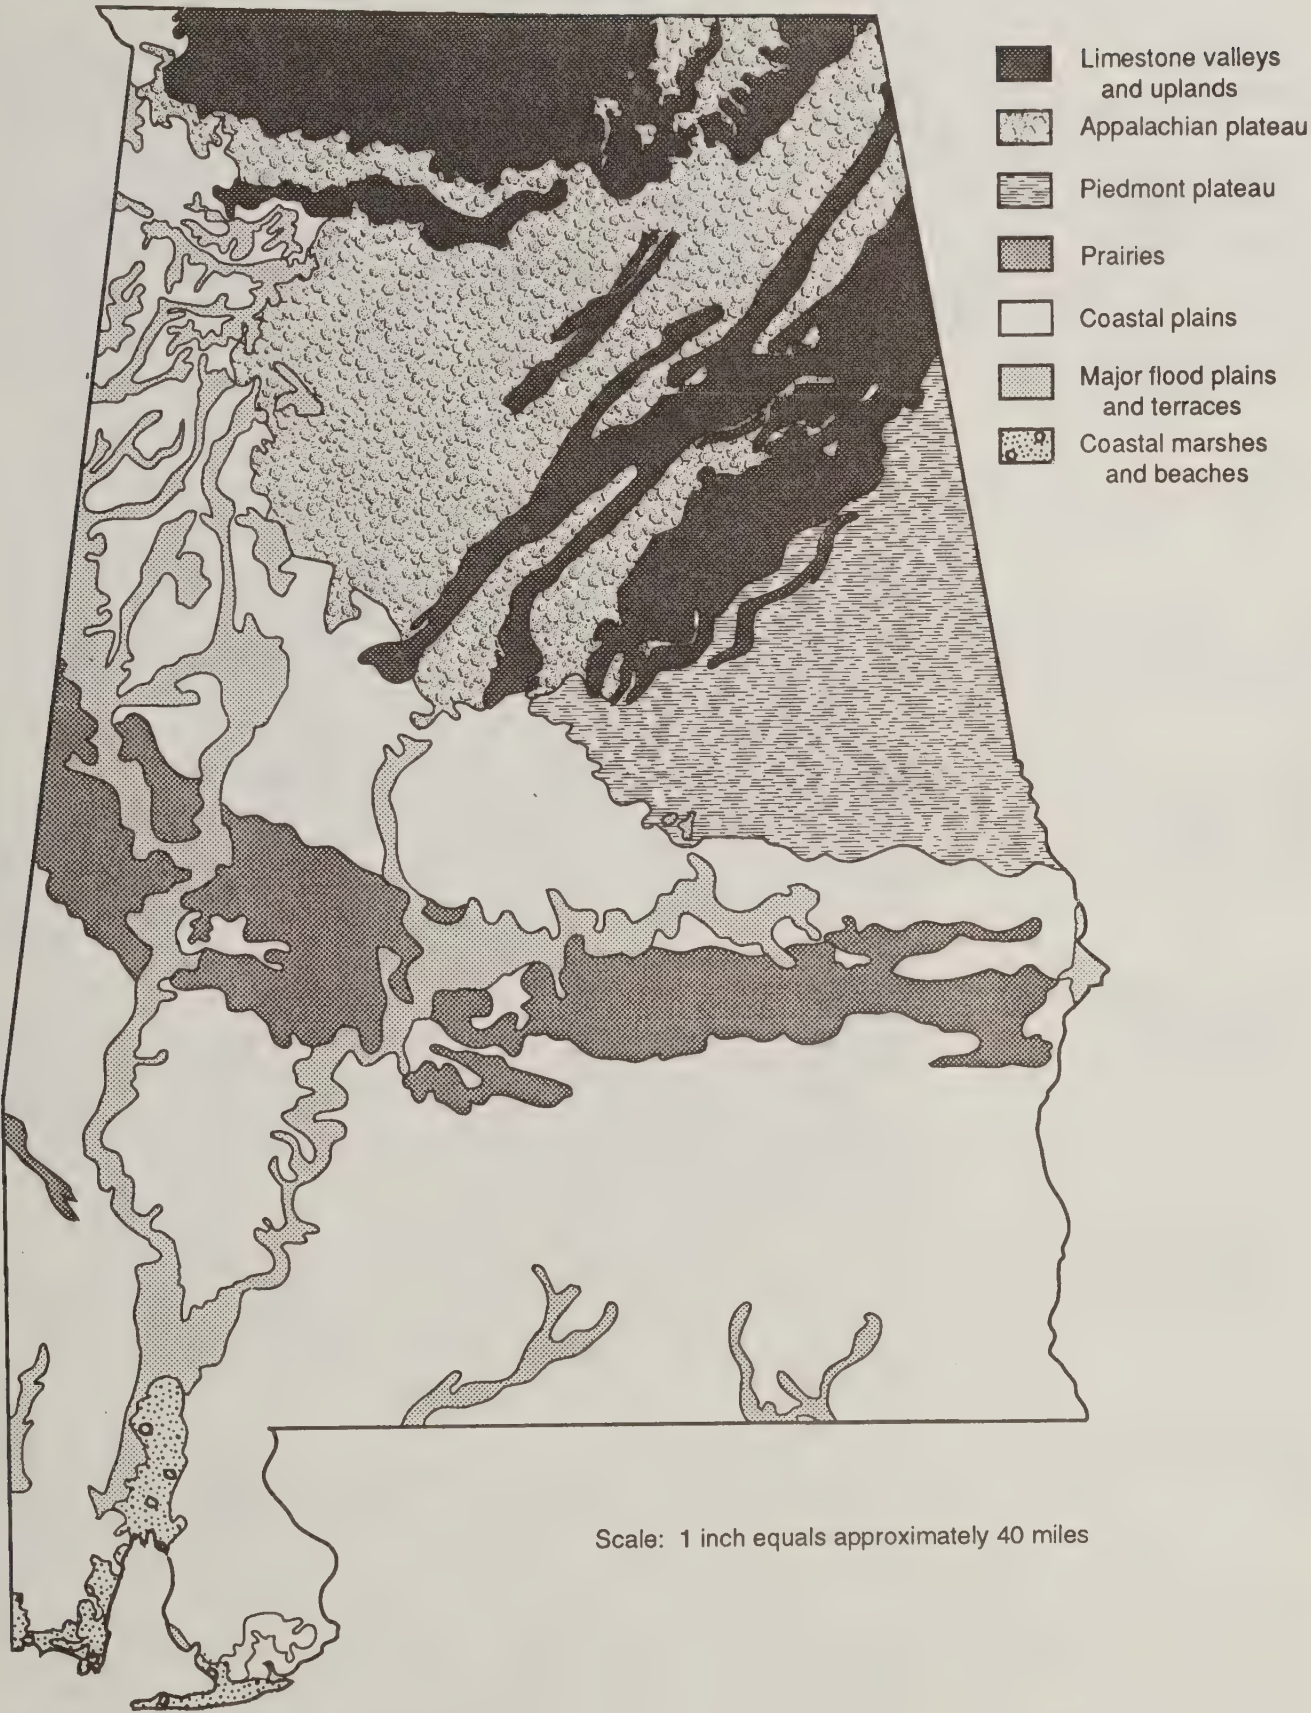 Limestone valleys
and uplands
Appalachian plateau
Piedmont plateau
Prairies
Coastal plains
Major flood plains
and terraces
Coastal marshes
and beaches
Scale: 1 inch equals approximately 40 miles